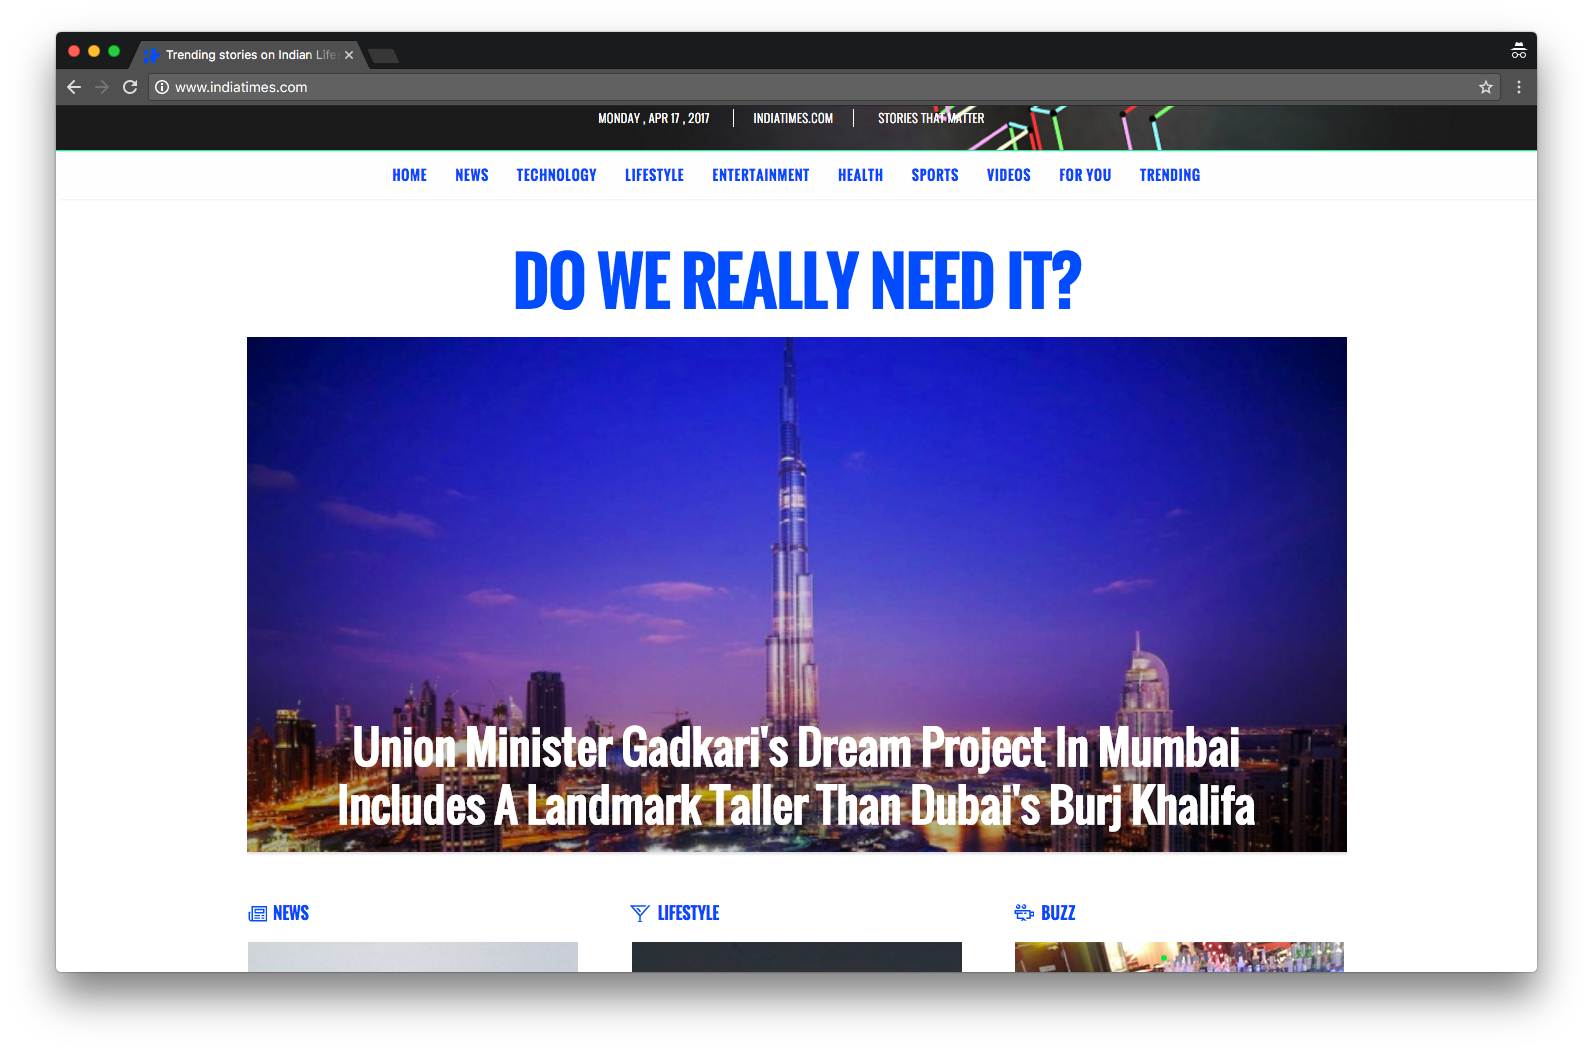 Trending stories on Indian Life
www.indiatimes.com
MONDAY , APR 17 , 2017 INDIATIMES.COM STORIES THAT MATTER
HOME NEWS TECHNOLOGY LIFESTYLE ENTERTAINMENT HEALTH SPORTS VIDEOS FOR YOU TRENDING
DO WE REALLY NEED IT?
Union Minister Gadkari's Dream Project In Mumbai
Includes A Landmark Taller Than Dubai's Burj Khalifa
NEWS LIFESTYLE BUZZ